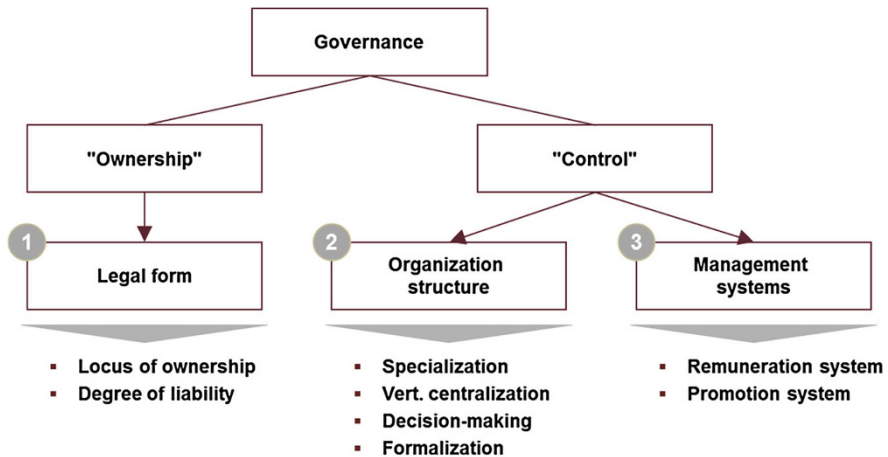 Governance
"Ownership"
"Control"
1
Legal form
2
Organization
structure
3
Management
systems
▪ Locus of ownership
▪ Degree of liability
▪ Specialization
▪ Vert. centralization
▪ Decision-making
▪ Formalization
▪ Remuneration system
▪ Promotion system